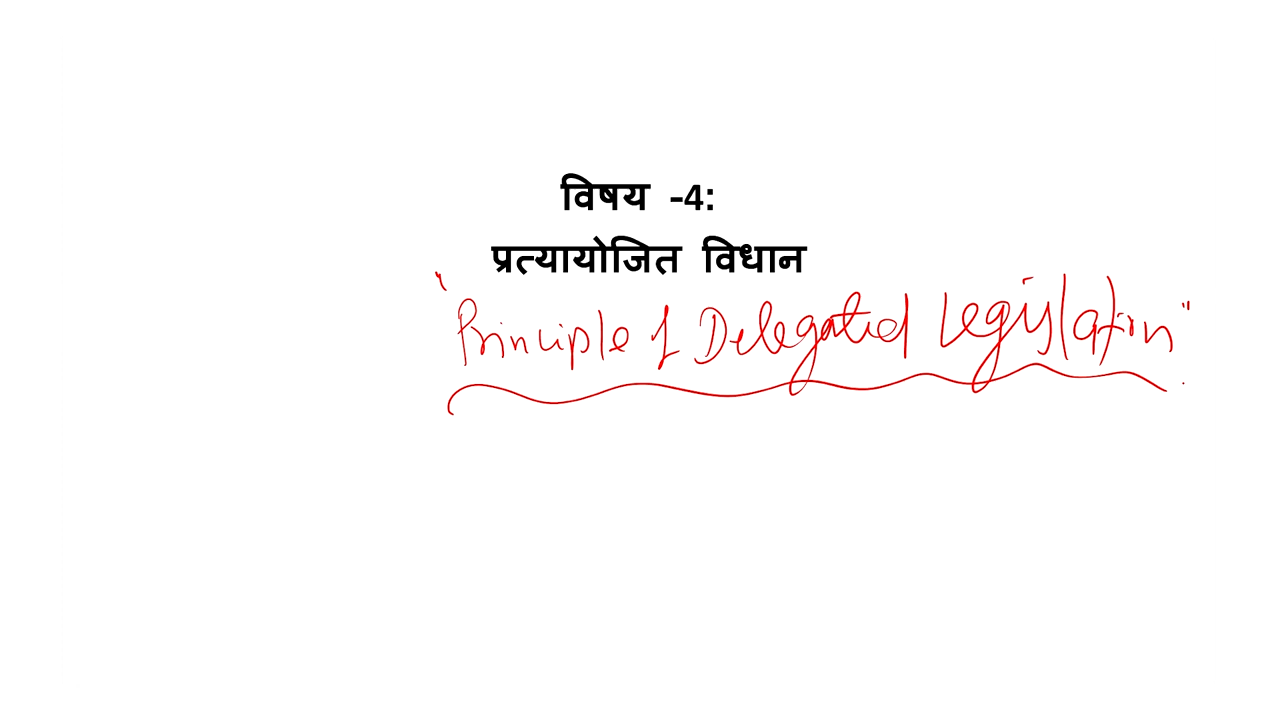 विषय -4:
प्रत्यायोजित विधान
"Principle of Delegated Legislation"